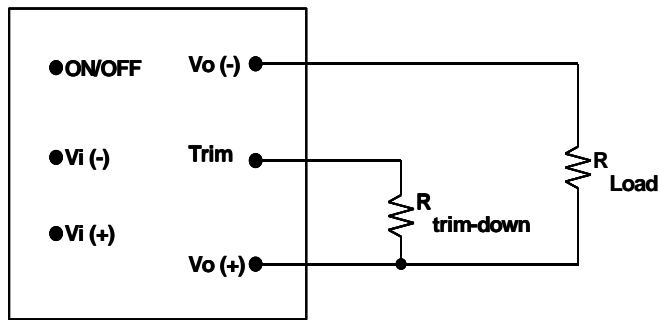 ON/OFF
Vo (-)
Vi (-)
Trim
R
Load
R
trim-down
Vi (+)
Vo (+)